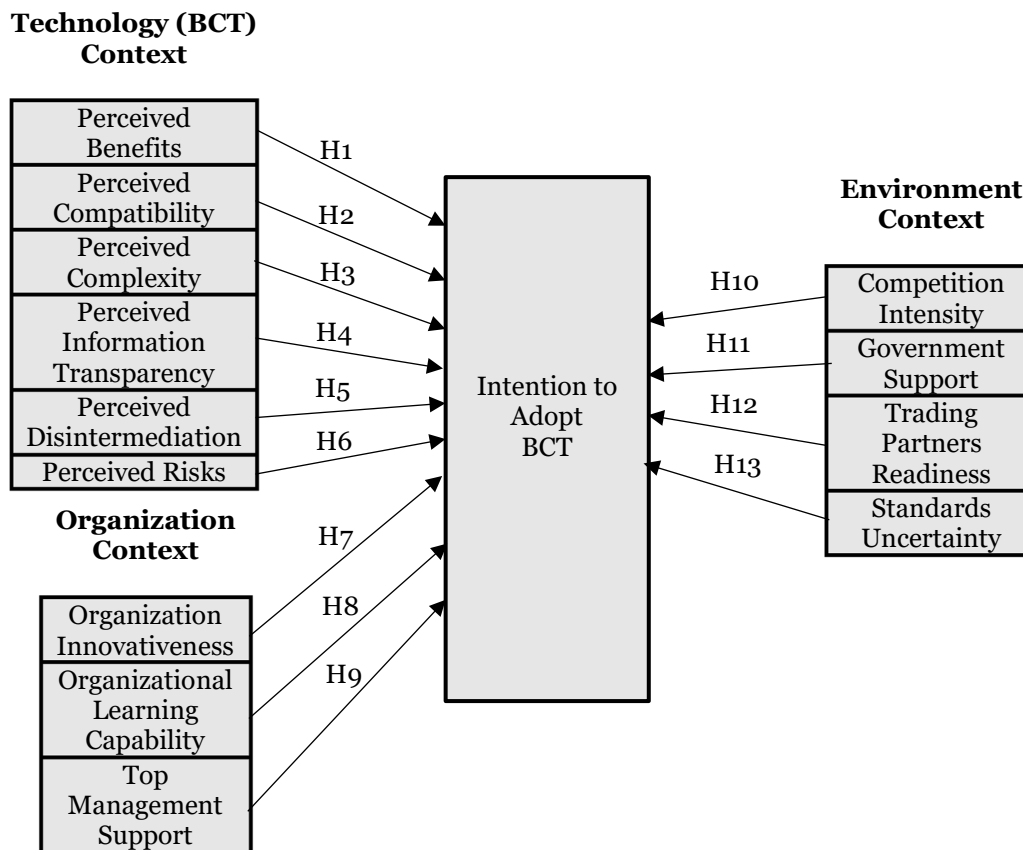 Technology (BCT)
Context
Perceived
Benefits
Perceived
Compatibility
Perceived
Complexity
Perceived
Information
Transparency
Perceived
Disintermediation
Perceived Risks
H1
H2
H3
H4
H5
H6
Organization
Context
Organization
Innovativeness
Organizational
Learning
Capability
Top
Management
Support
H7
H8
H9
Intention to
Adopt
BCT
Environment
Context
H10
H11
H12
H13
Competition
Intensity
Government
Support
Trading
Partners
Readiness
Standards
Uncertainty